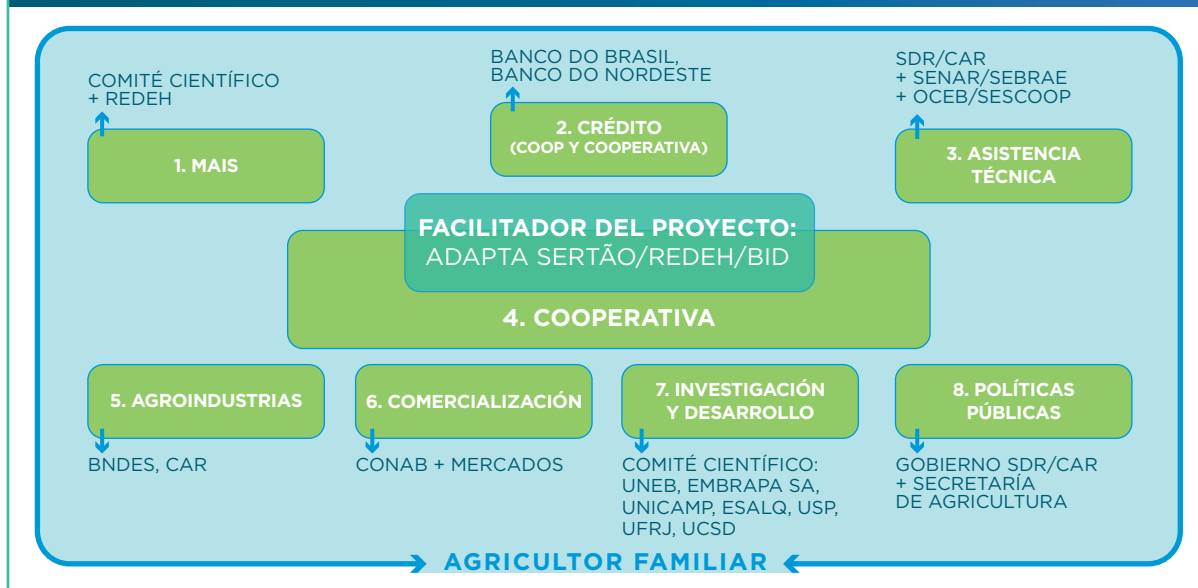 COMITÉ CIENTÍFICO
+ REDEH
1. MAIS
BANCO DO BRASIL,
BANCO DO NORDESTE
2. CRÉDITO
(COOP Y COOPERATIVA)
SDR/CAR
+ SENAR/SEBRAE
+ OCEB/SESCOOP
3. ASISTENCIA
TÉCNICA
FACILITADOR DEL PROYECTO:
ADAPTA SERTÃO/REDEH/BID
4. COOPERATIVA
5. AGROINDUSTRIAS
BNDES, CAR
6. COMERCIALIZACIÓN
CONAB + MERCADOS
7. INVESTIGACIÓN
Y DESARROLLO
COMITÉ CIENTÍFICO:
UNEB, EMBRAPA SA,
UNICAMP, ESALQ, USP,
UFRJ, UCSD
8. POLÍTICAS
PÚBLICAS
GOBIERNO SDR/CAR
+ SECRETARÍA
DE AGRICULTURA
AGRICULTOR FAMILIAR